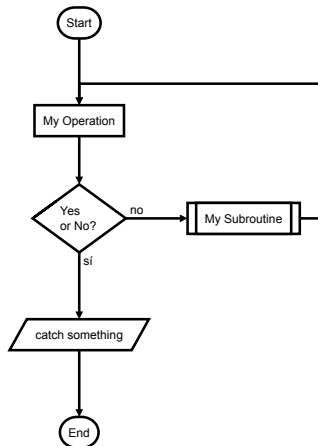 Start
My Operation
Yes
or No?
no
My Subroutine
sí
catch something
End